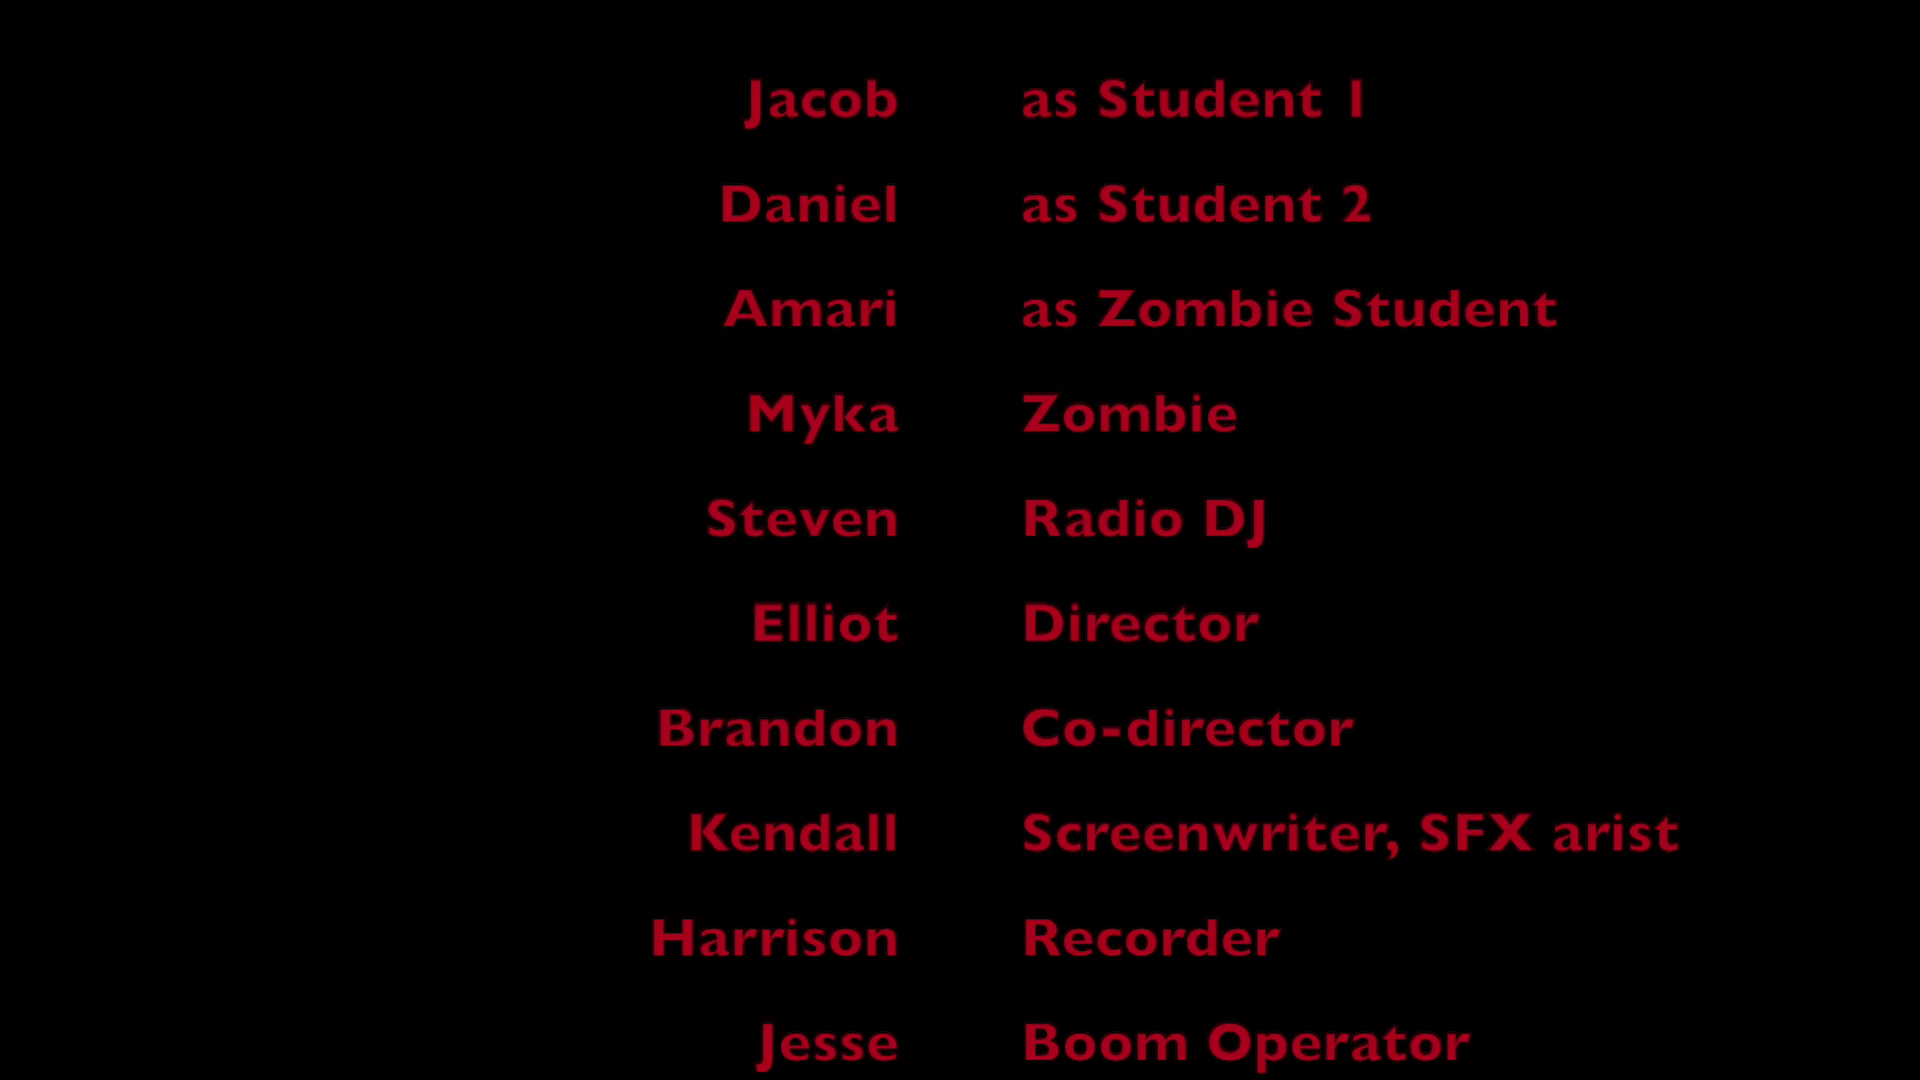 Jacob as Student 1
Daniel as Student 2
Amari as Zombie Student
Myka Zombie
Steven Radio DJ
Elliot Director
Brandon Co-director
Kendall Screenwriter, SFX arist
Harrison Recorder
Jesse Boom Operator